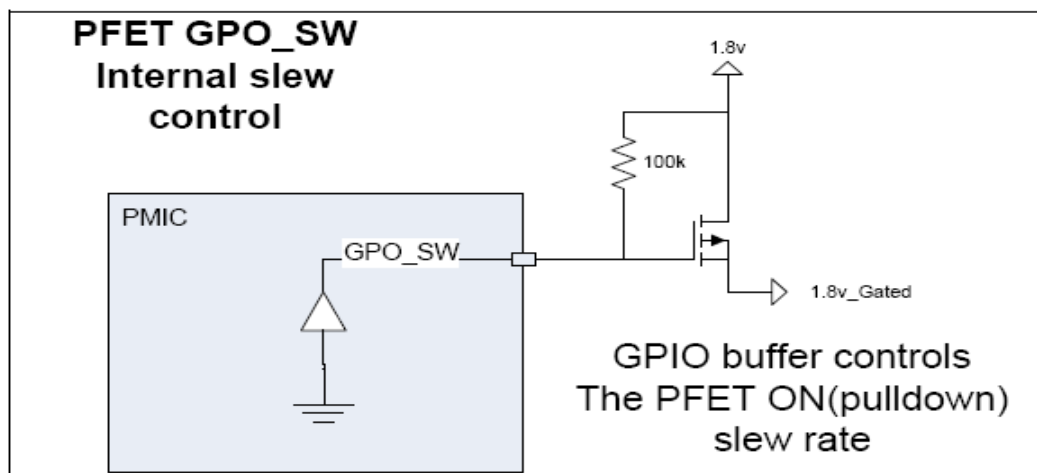 PFET GPO_SW
Internal slew
control
1.8v
100k
PMIC
GPO_SW
1.8v_Gated
GPIO buffer controls
The PFET ON(pulldown)
slew rate